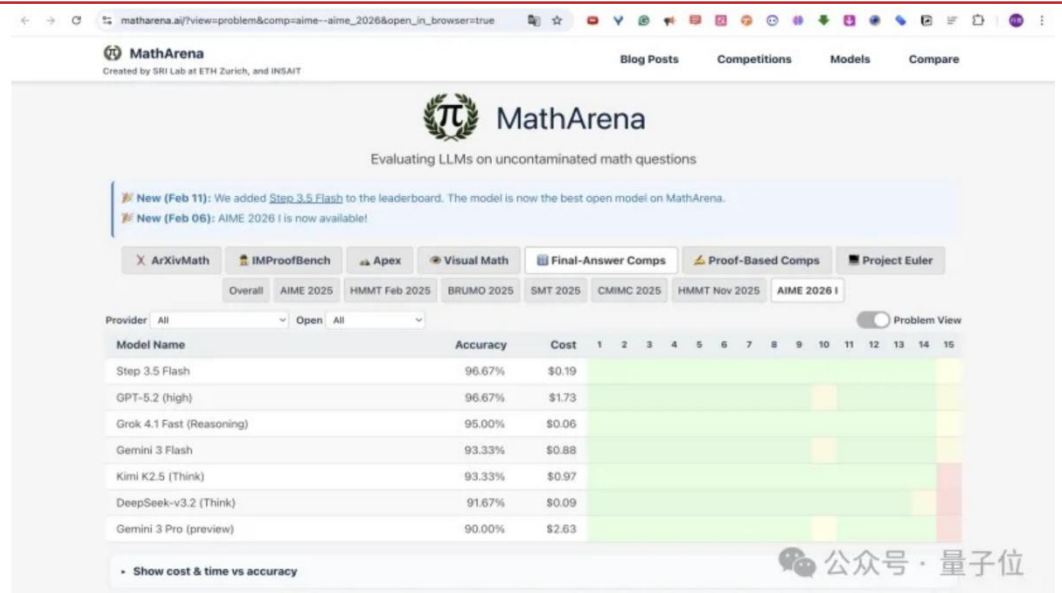 matharena.ai/?view=problem&comp=aime--aime_2026&open_in_browser=true
MathArena
Created by SRI Lab at ETH Zurich, and INSAIT
Blog Posts Competitions Models Compare
MathArena
Evaluating LLMs on uncontaminated math questions
New (Feb 11): We added Step 3.5 Flash to the leaderboard. The model is now the best open model on MathArena.
New (Feb 06): AIME 2026 I is now available!
ArXivMath IMProofBench Apex Visual Math Final-Answer Comps Proof-Based Comps Project Euler
Overall AIME 2025 HMMT Feb 2025 BRUMO 2025 SMT 2025 CMIMC 2025 HMMT Nov 2025 AIME 2026 I
Provider All Open All Problem View
Model Name Accuracy Cost 1 2 3 4 5 6 7 8 9 10 11 12 13 14 15
Step 3.5 Flash 96.67% $0.19
GPT-5.2 (high) 96.67% $1.73
Grok 4.1 Fast (Reasoning) 95.00% $0.06
Gemini 3 Flash 93.33% $0.88
Kimi K2.5 (Think) 93.33% $0.97
DeepSeek-v3.2 (Think) 91.67% $0.09
Gemini 3 Pro (preview) 90.00% $2.63
Show cost & time vs accuracy
公众号 · 量子位